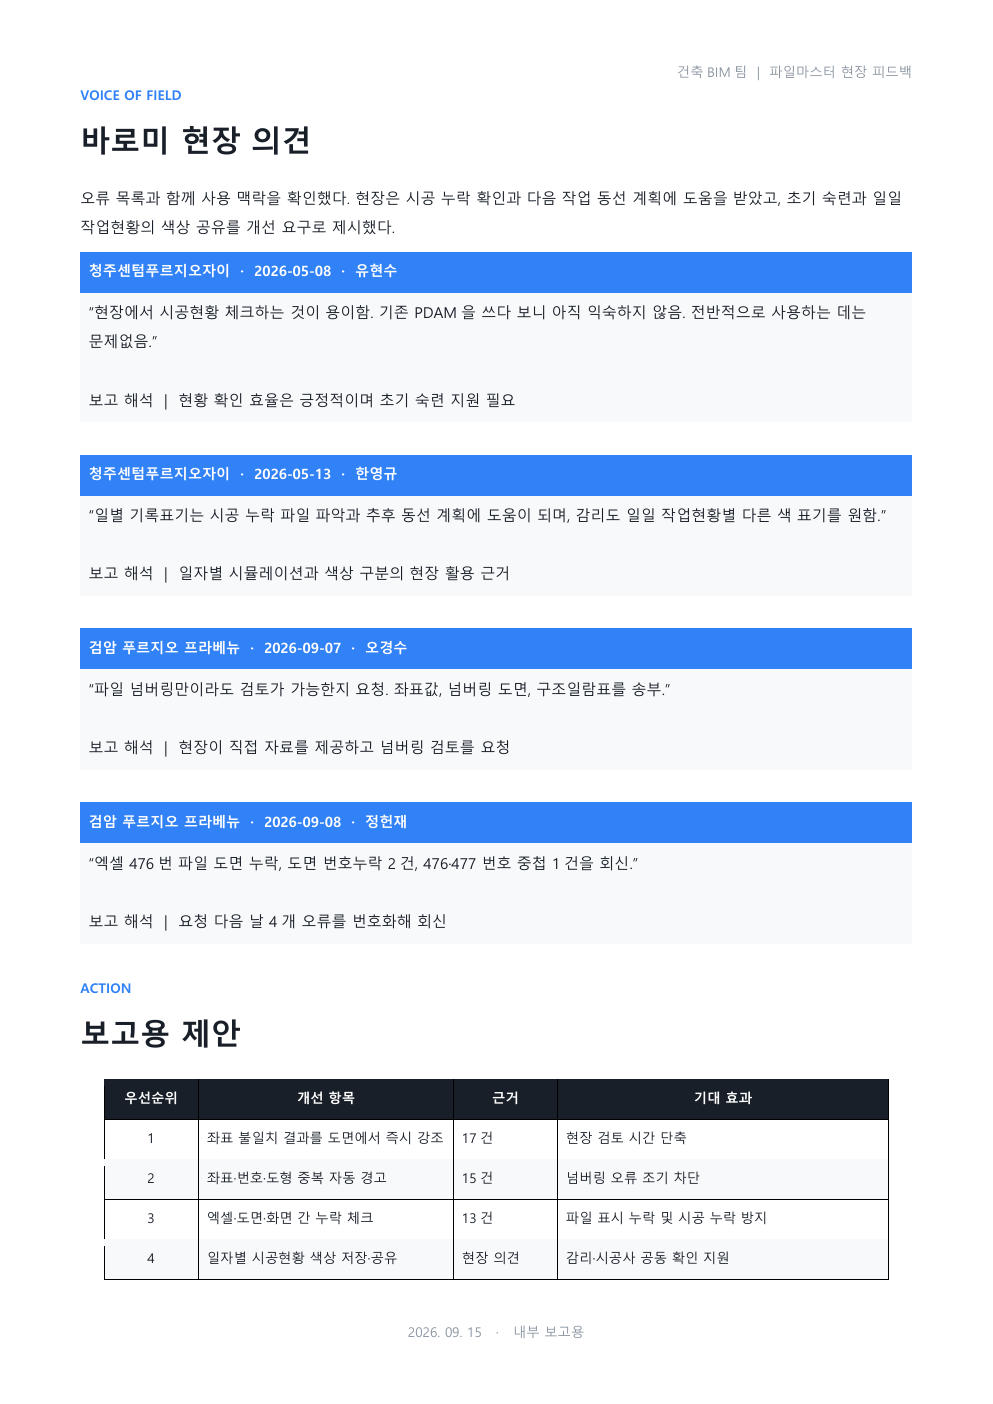 건축 BIM 팀 | 파일마스터 현장 피드백
VOICE OF FIELD
바로미 현장 의견
오류 목록과 함께 사용 맥락을 확인했다. 현장은 시공 누락 확인과 다음 작업 동선 계획에 도움을 받았고, 초기 숙련과 일일
작업현황의 색상 공유를 개선 요구로 제시했다.
청주센텀푸르지오자이 · 2026-05-08 · 유현수
“현장에서 시공현황 체크하는 것이 용이함. 기존 PDAM 을 쓰다 보니 아직 익숙하지 않음. 전반적으로 사용하는 데는
문제없음.”
보고 해석 | 현황 확인 효율은 긍정적이며 초기 숙련 지원 필요
청주센텀푸르지오자이 · 2026-05-13 · 한영규
“일별 기록표기는 시공 누락 파일 파악과 추후 동선 계획에 도움이 되며, 감리도 일일 작업현황별 다른 색 표기를 원함.”
보고 해석 | 일자별 시뮬레이션과 색상 구분의 현장 활용 근거
검암 푸르지오 프라베뉴 · 2026-09-07 · 오경수
“파일 넘버링만이라도 검토가 가능한지 요청. 좌표값, 넘버링 도면, 구조일람표를 송부.”
보고 해석 | 현장이 직접 자료를 제공하고 넘버링 검토를 요청
검암 푸르지오 프라베뉴 · 2026-09-08 · 정헌재
“엑셀 476 번 파일 도면 누락, 도면 번호누락 2 건, 476·477 번호 중첩 1 건을 회신.”
보고 해석 | 요청 다음 날 4 개 오류를 번호화해 회신
ACTION
보고용 제안
우선순위 개선 항목 근거 기대 효과
1 좌표 불일치 결과를 도면에서 즉시 강조 17 건 현장 검토 시간 단축
2 좌표·번호·도형 중복 자동 경고 15 건 넘버링 오류 조기 차단
3 엑셀·도면·화면 간 누락 체크 13 건 파일 표시 누락 및 시공 누락 방지
4 일자별 시공현황 색상 저장·공유 현장 의견 감리·시공사 공동 확인 지원
2026. 09. 15 · 내부 보고용